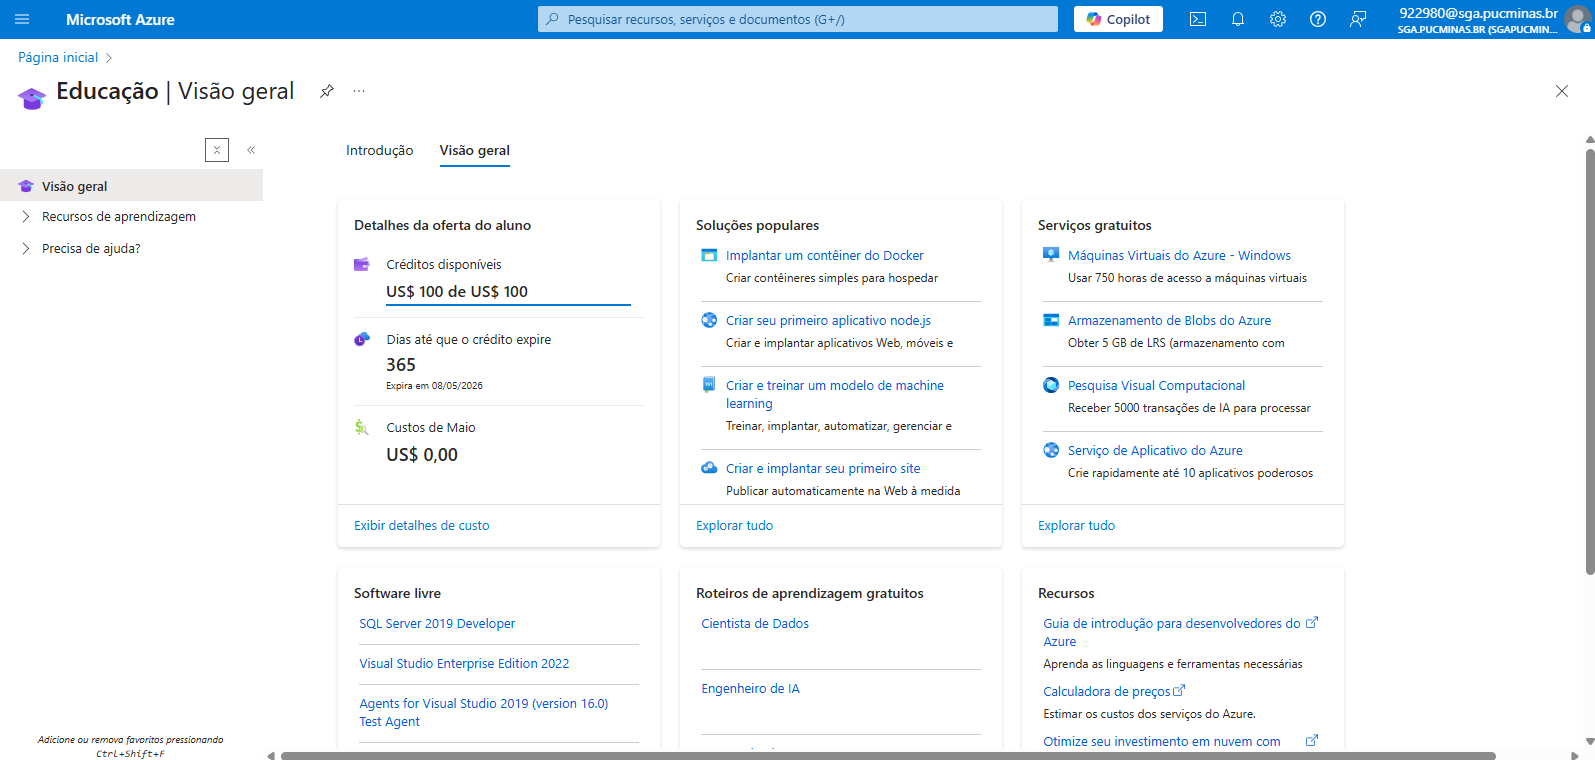 Microsoft Azure
Pesquisar recursos, serviços e documentos (G+/)
Copilot
922980@sga.pucminas.br
SGA.PUCMINAS.BR (SGAPUCMIN...
Página inicial
Educação | Visão geral
...
Visão geral
Recursos de aprendizagem
Precisa de ajuda?
Adicione ou remova favoritos pressionando
Ctrl+Shift+F
Introdução
Visão geral
Detalhes da oferta do aluno
Créditos disponíveis
US$ 100 de US$ 100
Dias até que o crédito expire
365
Expira em 08/05/2026
Custos de Maio
US$ 0,00
Exibir detalhes de custo
Soluções populares
Implantar um contêiner do Docker
Criar contêineres simples para hospedar
Criar seu primeiro aplicativo node.js
Criar e implantar aplicativos Web, móveis e
Criar e treinar um modelo de machine
learning
Treinar, implantar, automatizar, gerenciar e
Criar e implantar seu primeiro site
Publicar automaticamente na Web à medida
Explorar tudo
Serviços gratuitos
Máquinas Virtuais do Azure - Windows
Usar 750 horas de acesso a máquinas virtuais
Armazenamento de Blobs do Azure
Obter 5 GB de LRS (armazenamento com
Pesquisa Visual Computacional
Receber 5000 transações de IA para processar
Serviço de Aplicativo do Azure
Crie rapidamente até 10 aplicativos poderosos
Explorar tudo
Software livre
SQL Server 2019 Developer
Visual Studio Enterprise Edition 2022
Agents for Visual Studio 2019 (version 16.0)
Test Agent
Roteiros de aprendizagem gratuitos
Cientista de Dados
Engenheiro de IA
Recursos
Guia de introdução para desenvolvedores do
Azure
Aprenda as linguagens e ferramentas necessárias
Calculadora de preços
Estimar os custos dos serviços do Azure.
Otimize seu investimento em nuvem com